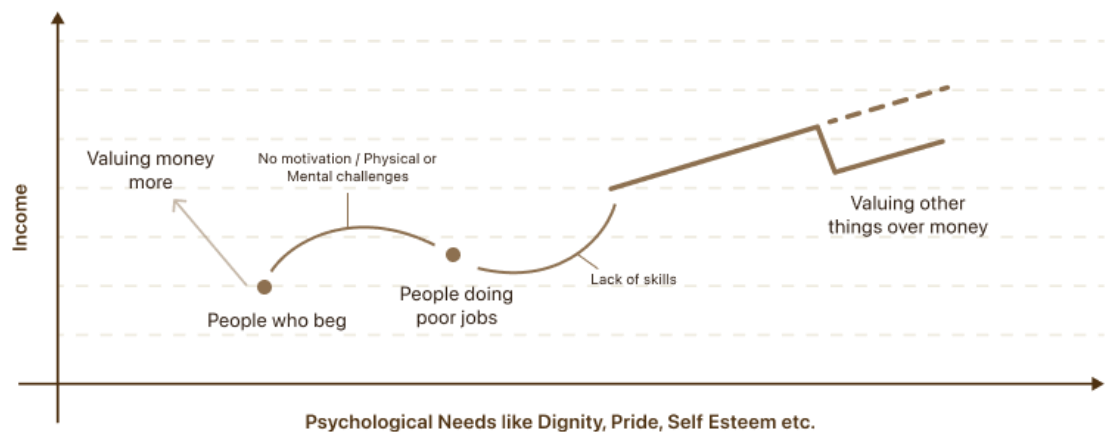 Valuing money
more
No motivation / Physical or
Mental challenges
Income
Valuing other
things over money
Lack of skills
People doing
poor jobs
People who beg
Psychological Needs like Dignity, Pride, Self Esteem etc.